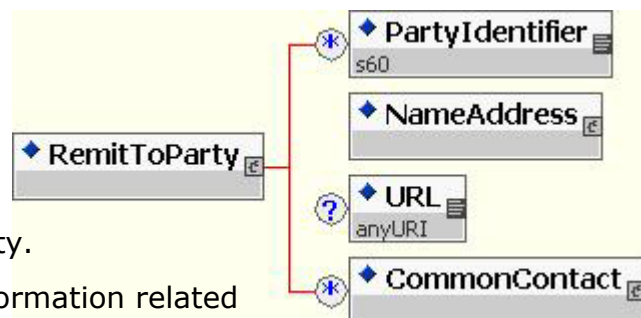 PartyIdentifier
s60
NameAddress
RemitToParty
URL
anyURI
CommonContact
ty.
ormation related